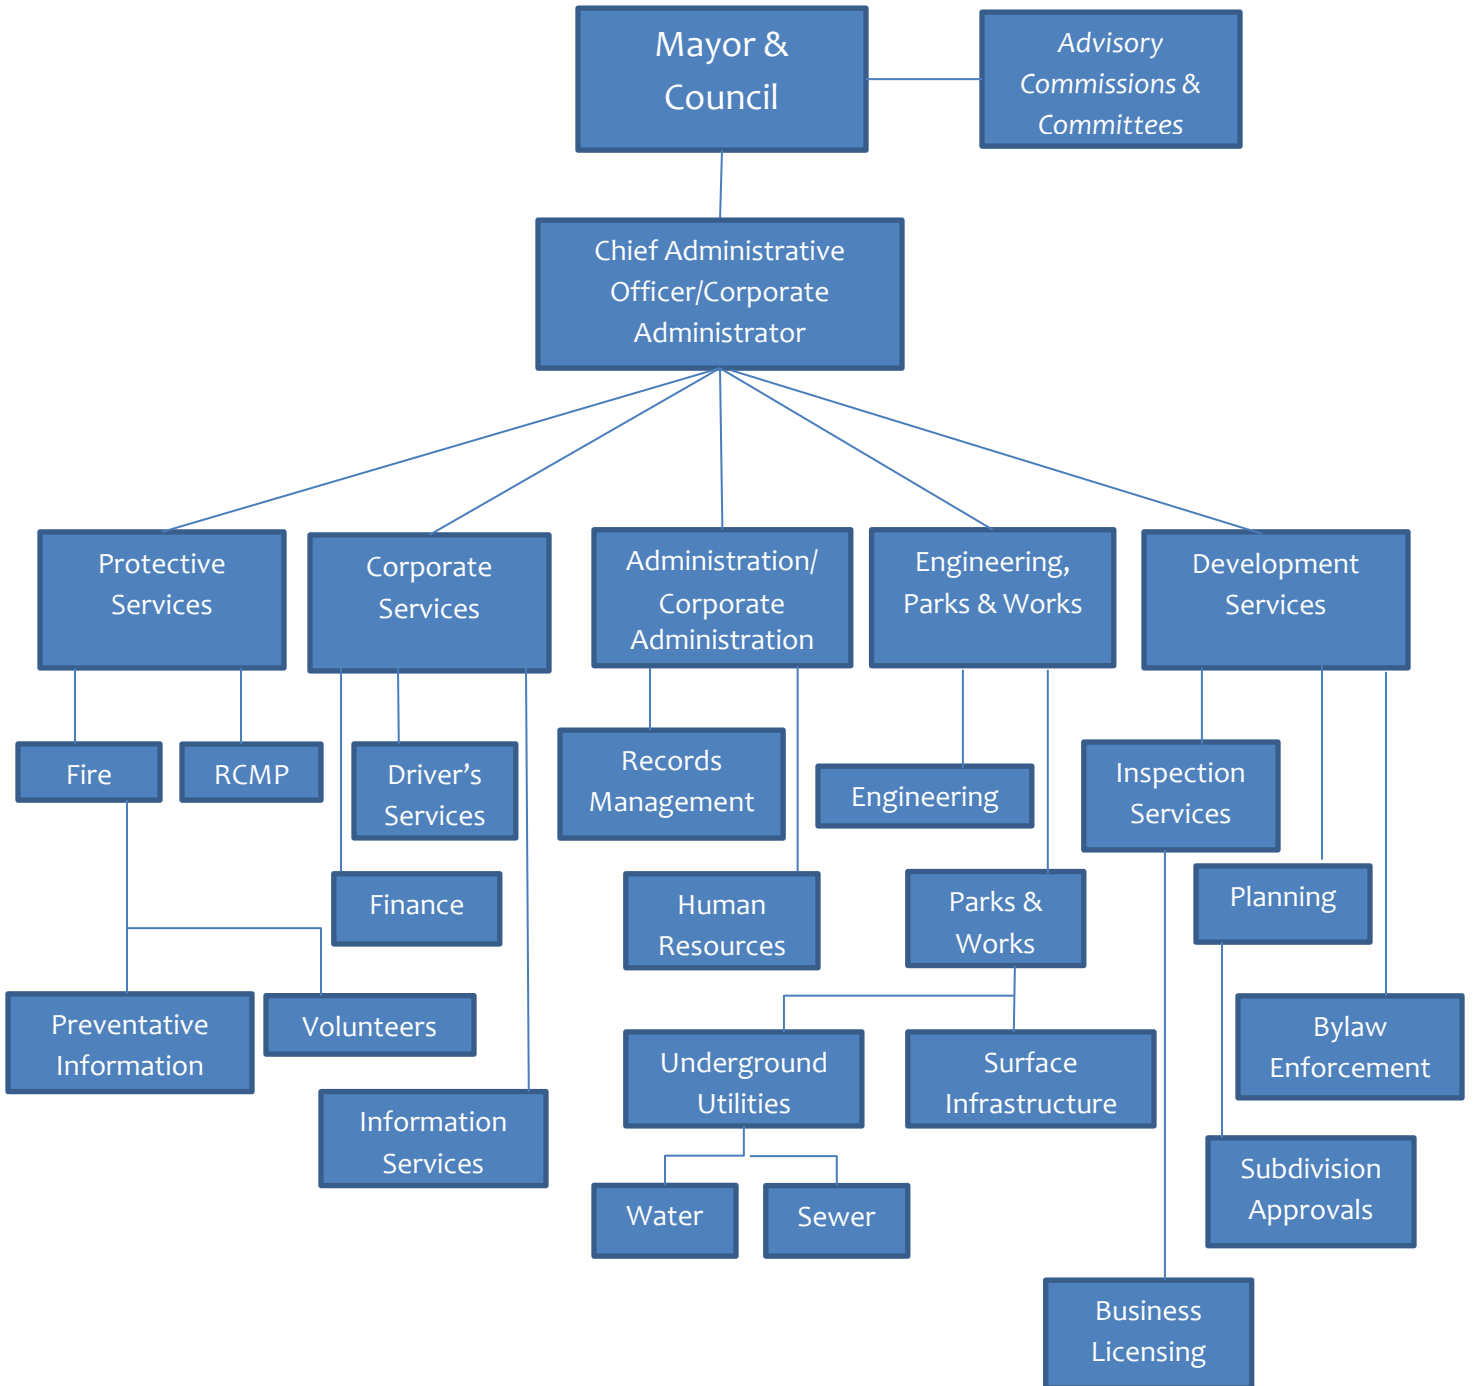 Mayor &
Council
Advisory
Commissions &
Committees
Chief Administrative
Officer/Corporate
Administrator
Protective
Services
Corporate
Services
Administration/
Corporate
Administration
Engineering,
Parks & Works
Development
Services
Fire
RCMP
Driver’s
Services
Records
Management
Engineering
Inspection
Services
Finance
Human
Resources
Parks &
Works
Planning
Preventative
Information
Volunteers
Underground
Utilities
Surface
Infrastructure
Bylaw
Enforcement
Information
Services
Water
Sewer
Subdivision
Approvals
Business
Licensing